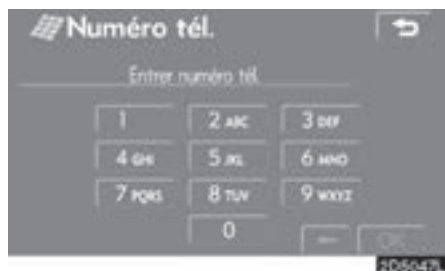 Numéro tél.
Entrer numéro tél.
1 2 ABC 3 DEF
4 GHI 5 JKL 6 MNO
7 PQRS 8 TUV 9 WXYZ
0 ←
OK